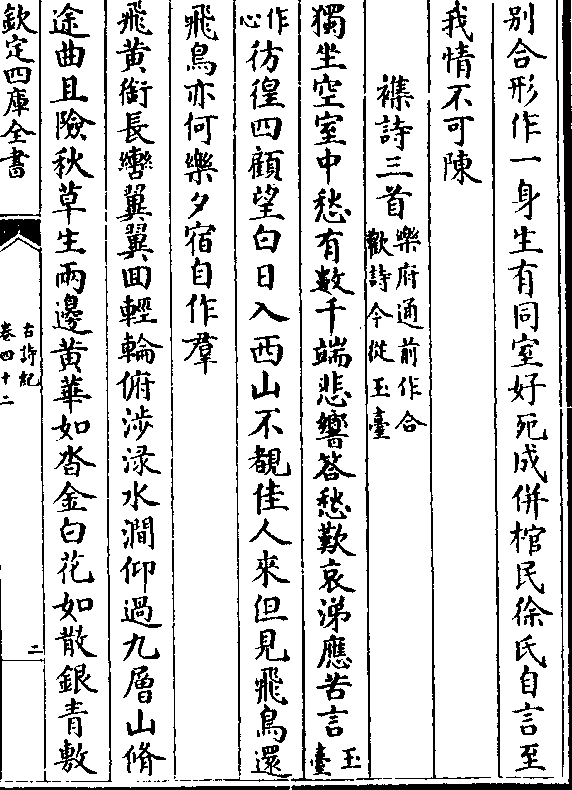 別合形作一身生有同室好死成併棺民徐氏自言至
我情不可陳
襍詩三首樂府通前作合歡詩今從玉臺
獨坐空室中愁有數千端悲響答愁歎哀涕應苦言玉臺
作心彷徨四顧望白日入西山不覩佳人來但見飛鳥還
飛鳥亦何樂夕宿自作羣
飛黃銜長轡翼翼回輕輪俯涉渌水澗仰過九層山脩
途曲且險秋草生兩邊黃華如沓金白花如散銀青敷
欽定四庫全書
古詩紀
卷四十二
二